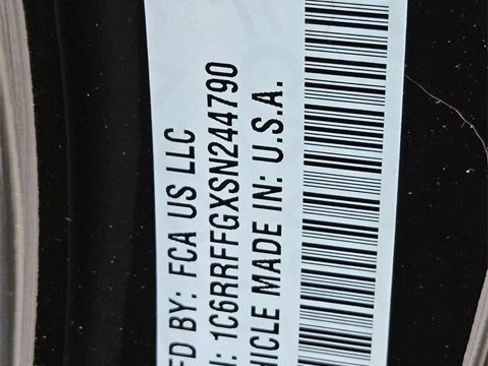 FD BY: FCA US LLC
N: 1C6RRFFGXSN244790
HICLE MADE IN: U.S.A.